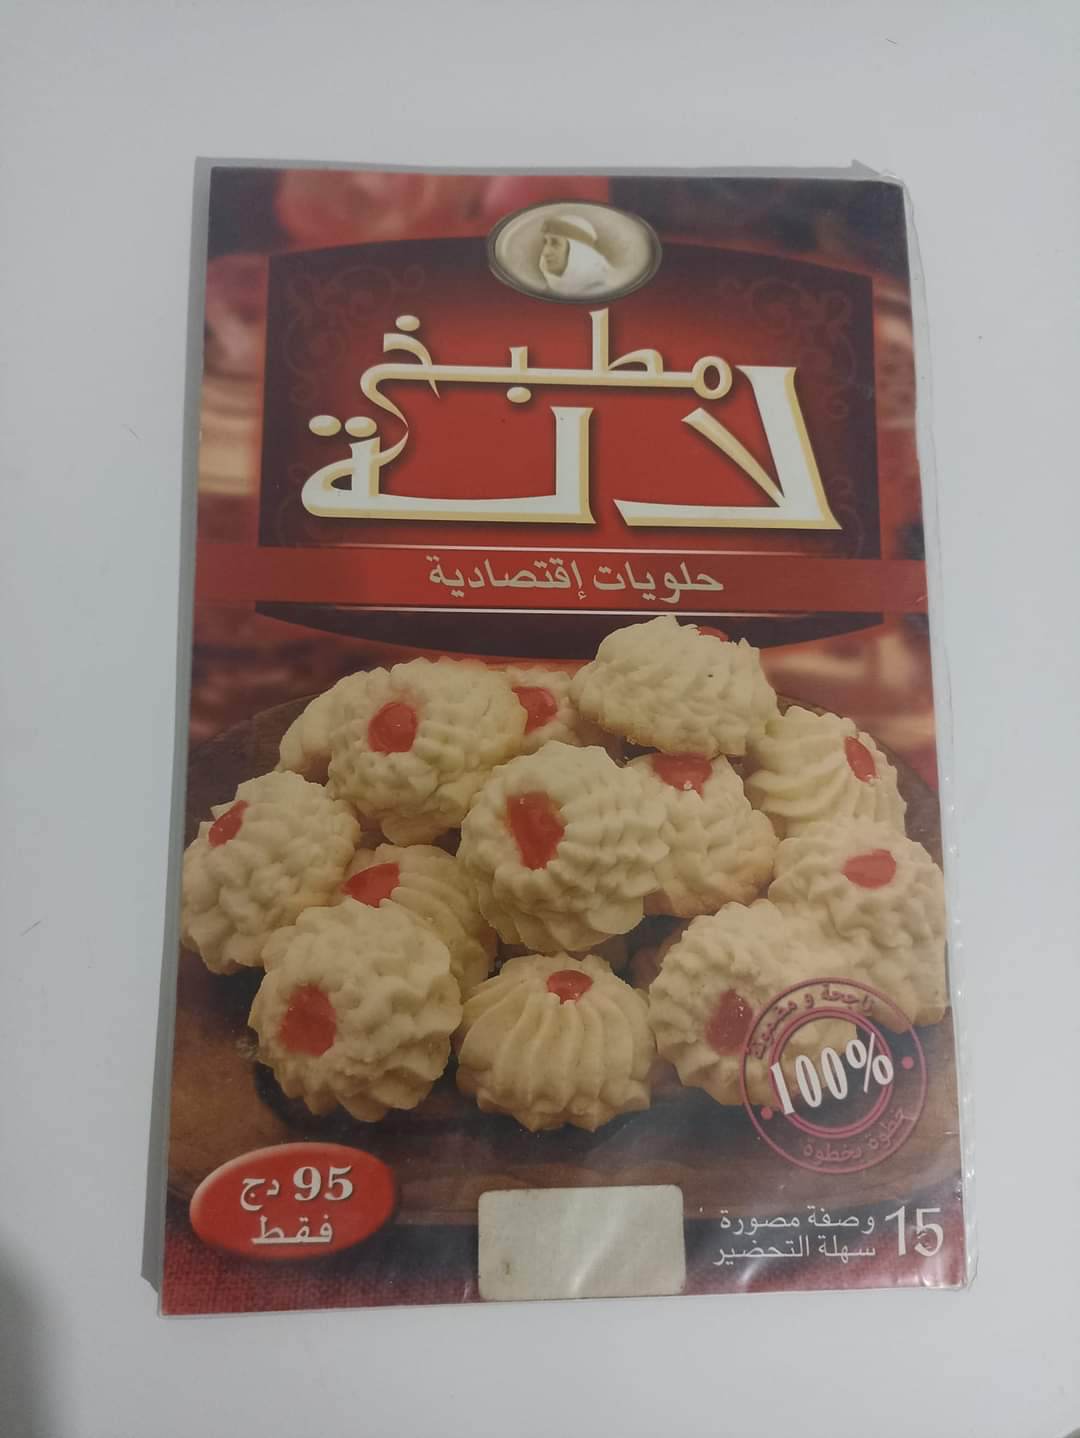 مطبخ
لالة
حلويات إقتصادية
ناجحة و مضمونة
100%
خطوة بخطوة
95 دج
فقط
15 وصفة مصورة
سهلة التحضير